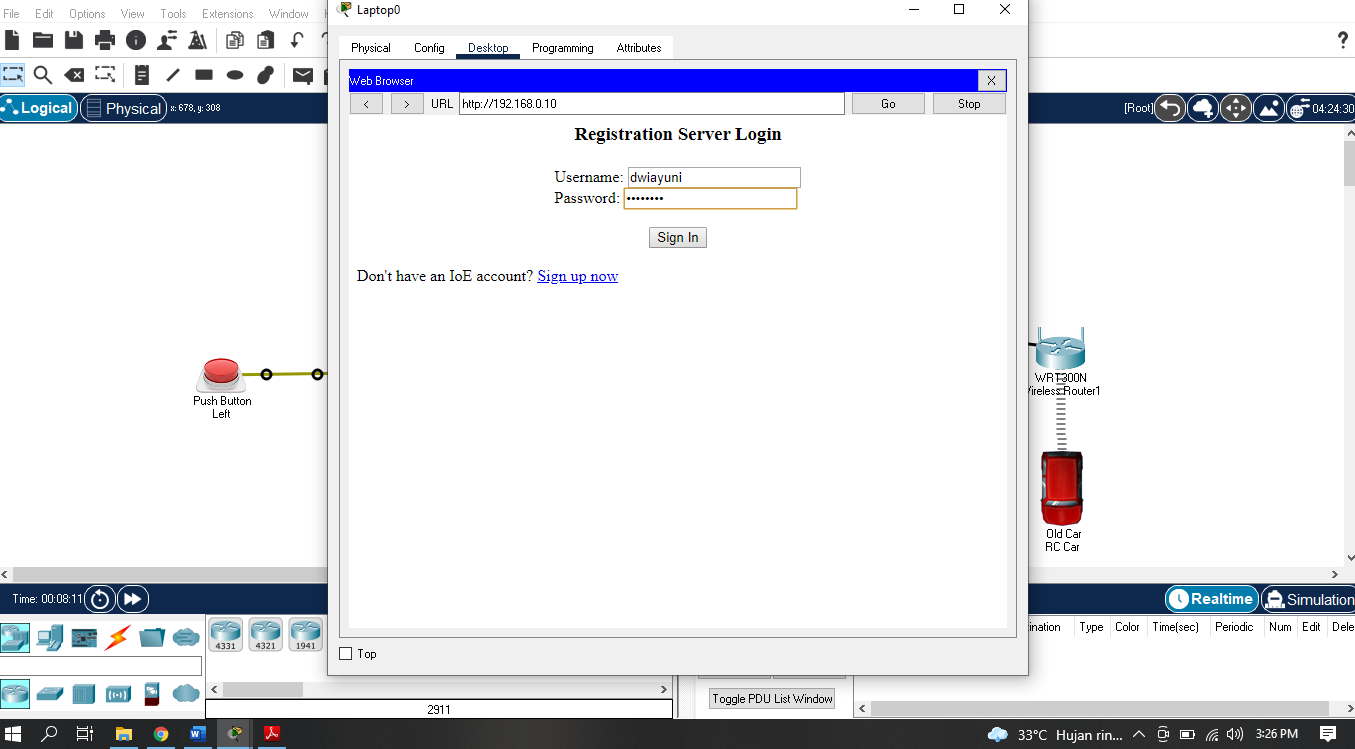 File Edit Options View Tools Extensions Window
Laptop0
Physical Config Desktop Programming Attributes
Web Browser
X
< > URL http://192.168.0.10 Go Stop
Logical Physical x: 678, y: 308
[Root] 04:24:30
Registration Server Login
Username: dwiayuni
Password: ••••••••
Sign In
Don't have an IoE account? Sign up now
Push Button
Left
WRT300N
Wireless Router1
Old Car
RC Car
Time: 00:08:11
Realtime Simulation
4331 4321 1941
Top
2911
Toggle PDU List Window
ination Type Color Time(sec) Periodic Num Edit Dele
33°C Hujan rin... 3:26 PM